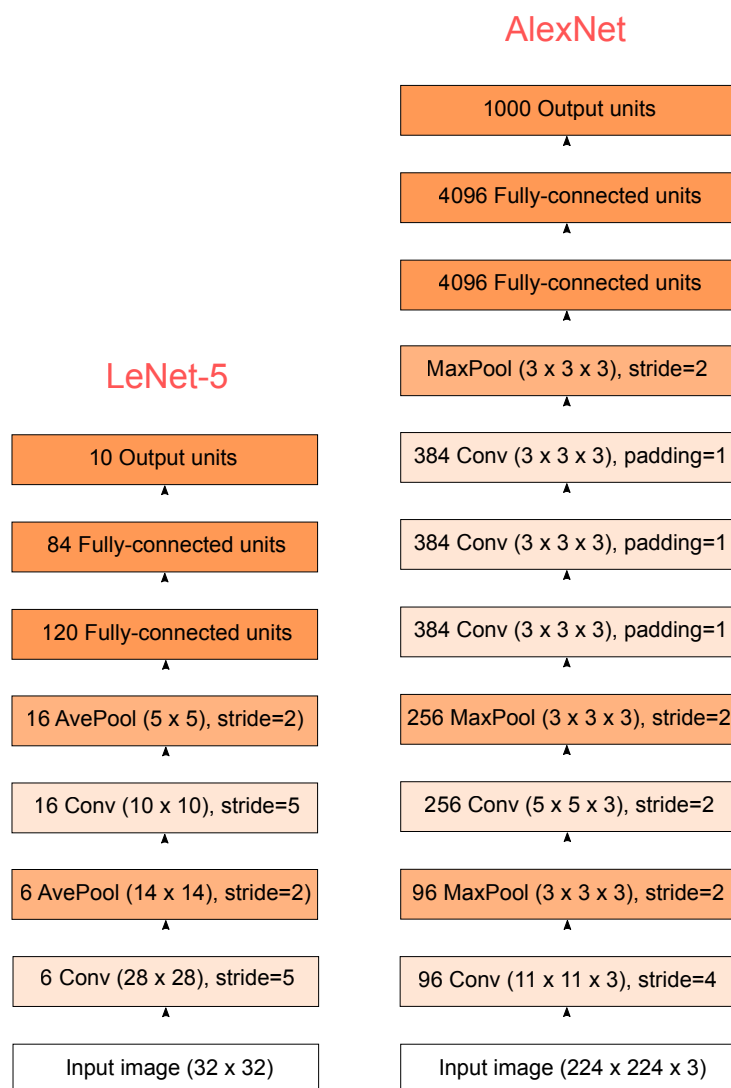 AlexNet
1000 Output units
4096 Fully-connected units
4096 Fully-connected units
MaxPool (3 x 3 x 3), stride=2
384 Conv (3 x 3 x 3), padding=1
384 Conv (3 x 3 x 3), padding=1
384 Conv (3 x 3 x 3), padding=1
256 MaxPool (3 x 3 x 3), stride=2
256 Conv (5 x 5 x 3), stride=2
96 MaxPool (3 x 3 x 3), stride=2
96 Conv (11 x 11 x 3), stride=4
Input image (224 x 224 x 3)
LeNet-5
10 Output units
84 Fully-connected units
120 Fully-connected units
16 AvePool (5 x 5), stride=2)
16 Conv (10 x 10), stride=5
6 AvePool (14 x 14), stride=2)
6 Conv (28 x 28), stride=5
Input image (32 x 32)